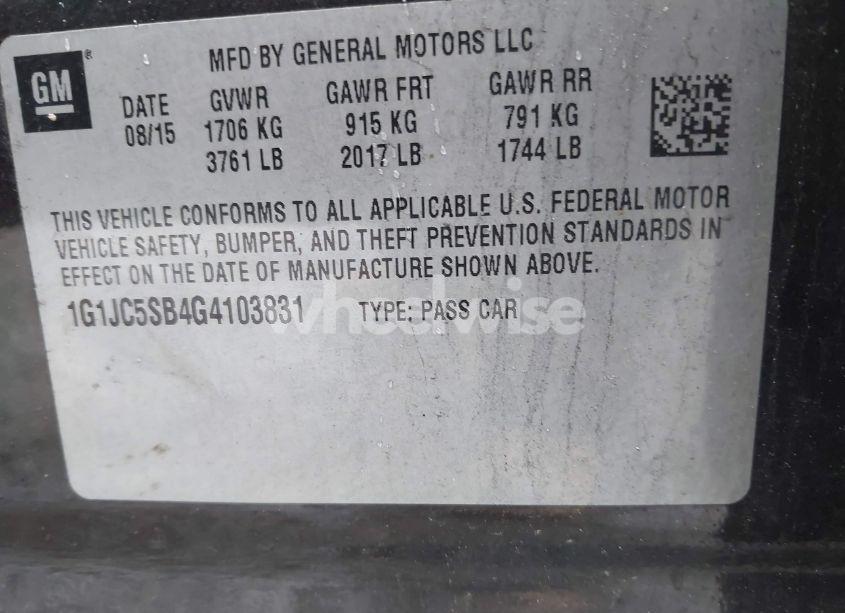 GM ®
MFD BY GENERAL MOTORS LLC
DATE GVWR GAWR FRT GAWR RR
08/15 1706 KG 915 KG 791 KG
3761 LB 2017 LB 1744 LB
THIS VEHICLE CONFORMS TO ALL APPLICABLE U.S. FEDERAL MOTOR
VEHICLE SAFETY, BUMPER, AND THEFT PREVENTION STANDARDS IN
EFFECT ON THE DATE OF MANUFACTURE SHOWN ABOVE.
1G1JC5SB4G4103831 TYPE: PASS CAR
wheelwise